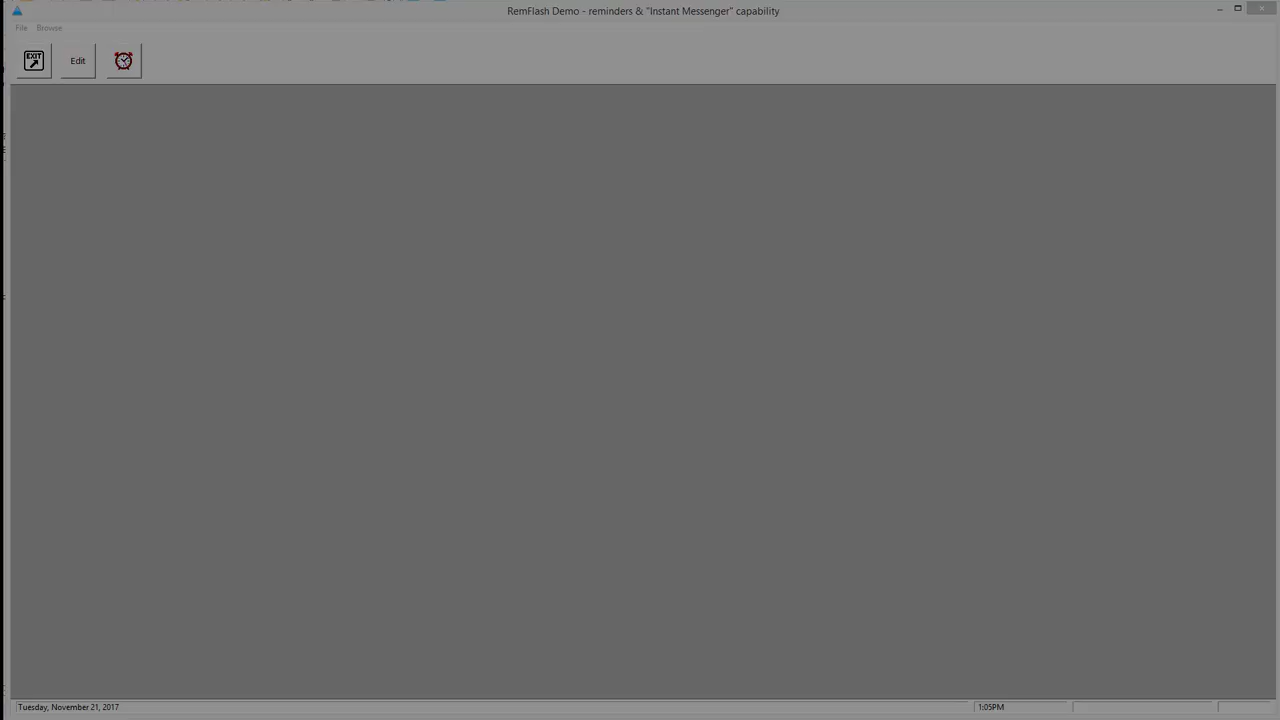 RemFlash Demo - reminders & "Instant Messenger" capability
File Browse
EXIT Edit
Tuesday, November 21, 2017 1:05PM